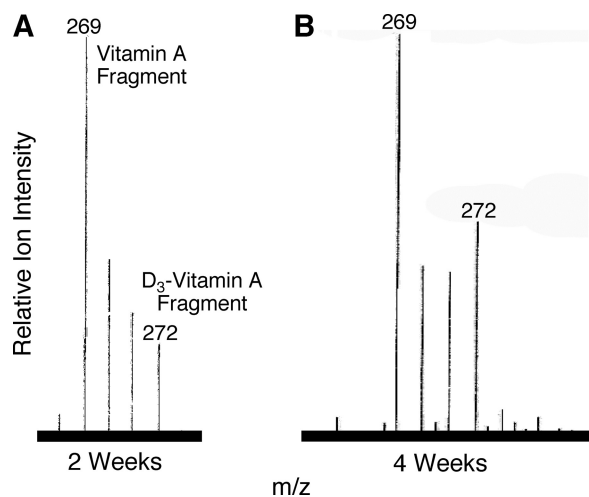 A
269
Vitamin A
Fragment
D₃-Vitamin A
Fragment
272
Relative Ion Intensity
2 Weeks
B
269
272
4 Weeks
m/z